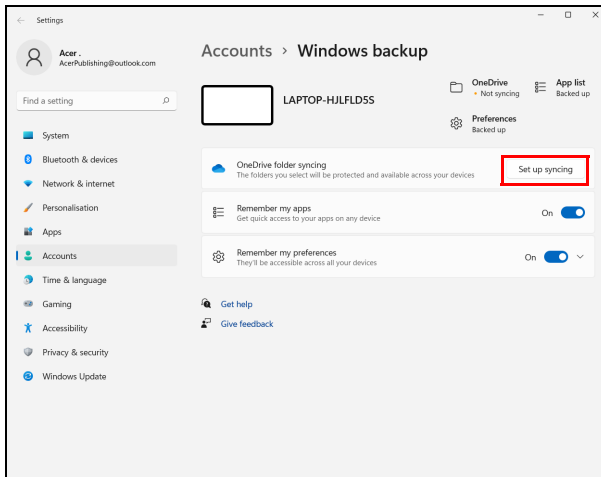 Settings
Acer .
AcerPublishing@outlook.com
Find a setting
System
Bluetooth & devices
Network & internet
Personalisation
Apps
Accounts
Time & language
Gaming
Accessibility
Privacy & security
Windows Update
Accounts > Windows backup
LAPTOP-HJLFLD5S
OneDrive
• Not syncing
App list
Backed up
Preferences
Backed up
OneDrive folder syncing
The folders you select will be protected and available across your devices
Set up syncing
Remember my apps
Get quick access to your apps on any device
On
Remember my preferences
They'll be accessible across all your devices
On
Get help
Give feedback